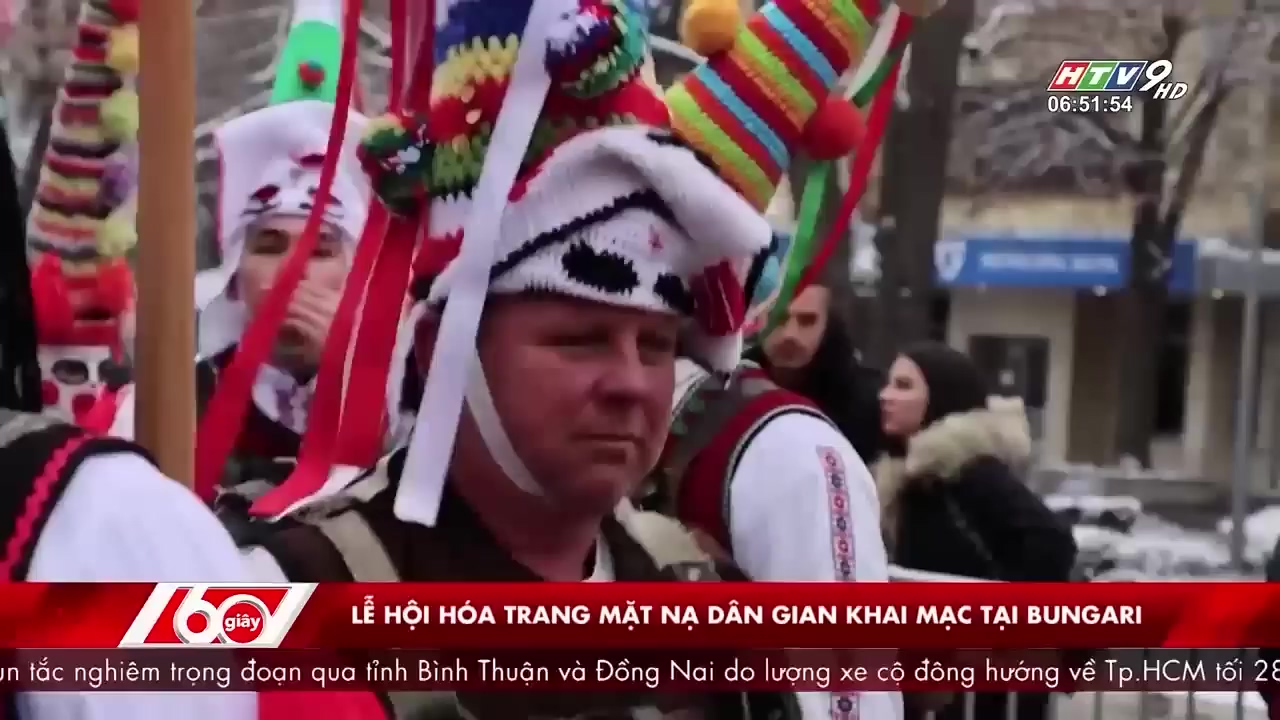 HTV9 HD
06:51:54
60 giây
LỄ HỘI HÓA TRANG MẶT NẠ DÂN GIAN KHAI MẠC TẠI BUNGARI
tắc nghiêm trọng đoạn qua tỉnh Bình Thuận và Đồng Nai do lượng xe cộ đông hướng về Tp.HCM tối 28